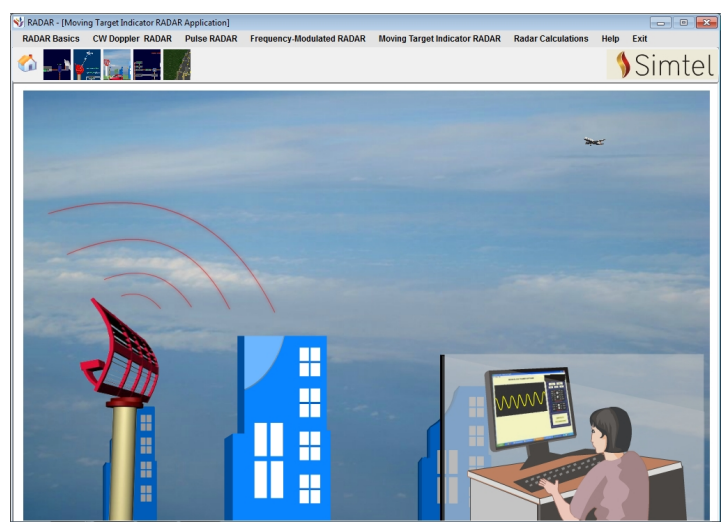 RADAR - [Moving Target Indicator RADAR Application]
RADAR Basics CW Doppler RADAR Pulse RADAR Frequency-Modulated RADAR Moving Target Indicator RADAR Radar Calculations Help Exit
Simtel